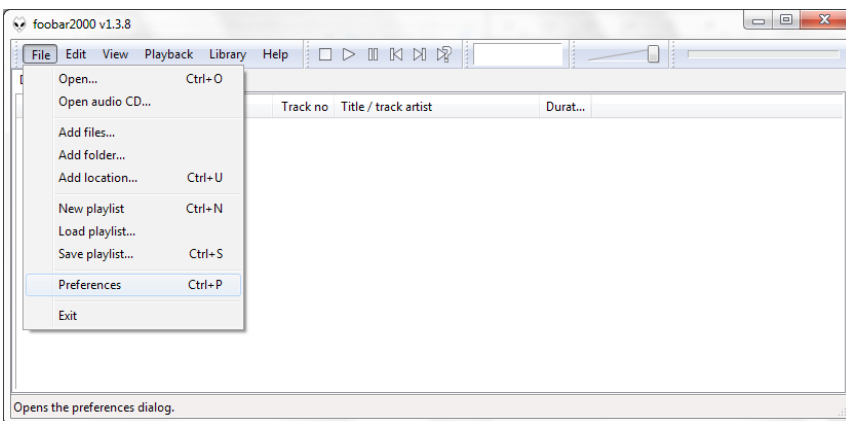 foobar2000 v1.3.8
File Edit View Playback Library Help
Track no Title / track artist Durat...
Open... Ctrl+O
Open audio CD...
Add files...
Add folder...
Add location... Ctrl+U
New playlist Ctrl+N
Load playlist...
Save playlist... Ctrl+S
Preferences Ctrl+P
Exit
Opens the preferences dialog.